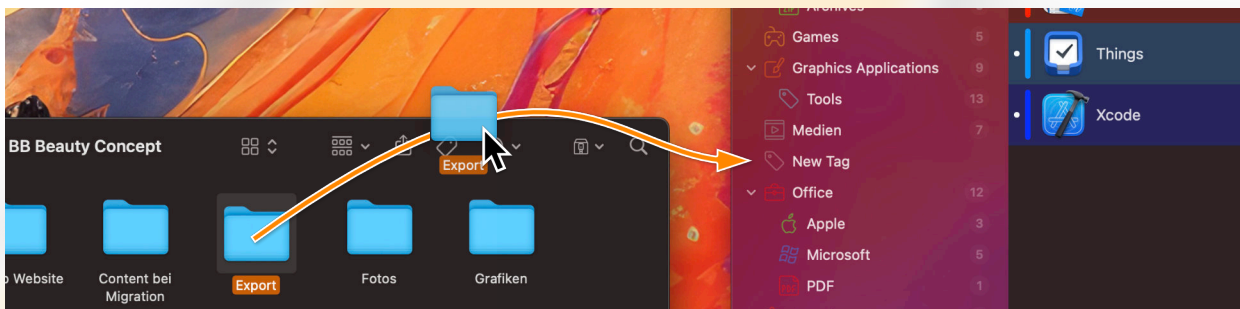 Archives
Games 5
Graphics Applications 9
Tools 13
Medien 7
New Tag
Office 12
Apple 3
Microsoft 5
PDF 1
Things
Xcode
BB Beauty Concept
Export
Website
Content bei
Migration
Export
Fotos
Grafiken